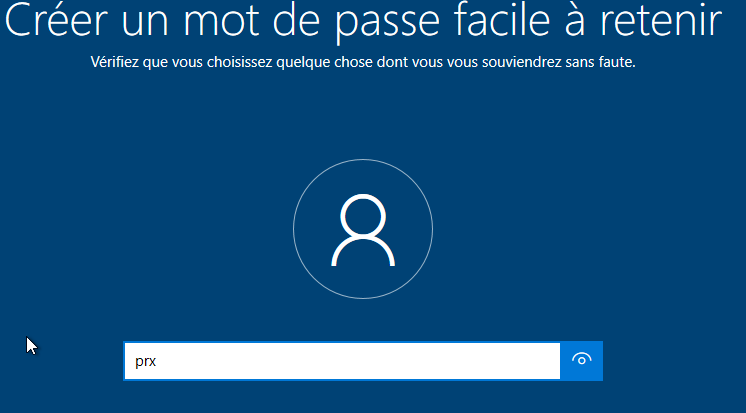 Créer un mot de passe facile à retenir
Vérifiez que vous choisissez quelque chose dont vous vous souviendrez sans faute.
prx